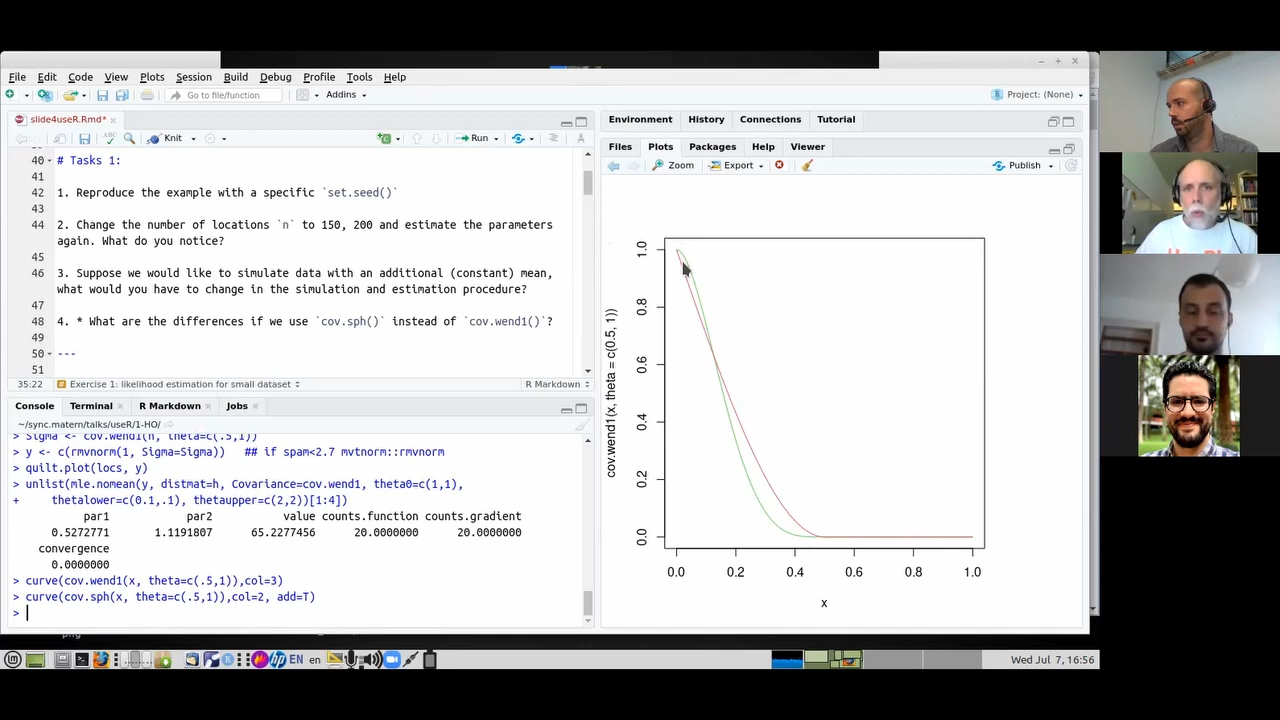 File Edit Code View Plots Session Build Debug Profile Tools Help
Go to file/function
Addins
Project: (None)
slide4useR.Rmd*
Knit
Run
40 # Tasks 1:
41
42 1. Reproduce the example with a specific `set.seed()`
43
44 2. Change the number of locations `n` to 150, 200 and estimate the parameters
again. What do you notice?
45
46 3. Suppose we would like to simulate data with an additional (constant) mean,
what would you have to change in the simulation and estimation procedure?
47
48 4. * What are the differences if we use `cov.sph()` instead of `cov.wend1()`?
49
50 ---
51
35:22 Exercise 1: likelihood estimation for small dataset R Markdown
Console Terminal R Markdown Jobs
~/sync.matern/talks/useR/1-HO/
> Sigma <- cov.wend1(h, theta=c(.5,1))
> y <- c(rmvnorm(1, Sigma=Sigma)) ## if spam<2.7 mvtnorm::rmvnorm
> quilt.plot(locs, y)
> unlist(mle.nomean(y, distmat=h, Covariance=cov.wend1, theta0=c(1,1),
+ thetalower=c(0.1,.1), thetaupper=c(2,2))[1:4])
par1 par2 value counts.function counts.gradient
0.5272771 1.1191807 65.2277456 20.0000000 20.0000000
convergence
0.0000000
> curve(cov.wend1(x, theta=c(.5,1)),col=3)
> curve(cov.sph(x, theta=c(.5,1)),col=2, add=T)
>
Environment History Connections Tutorial
Files Plots Packages Help Viewer
Zoom Export Publish
cov.wend1(x, theta = c(0.5, 1))
1.0
0.8
0.6
0.4
0.2
0.0
0.0 0.2 0.4 0.6 0.8 1.0
x
png
EN en
Wed Jul 7, 16:56